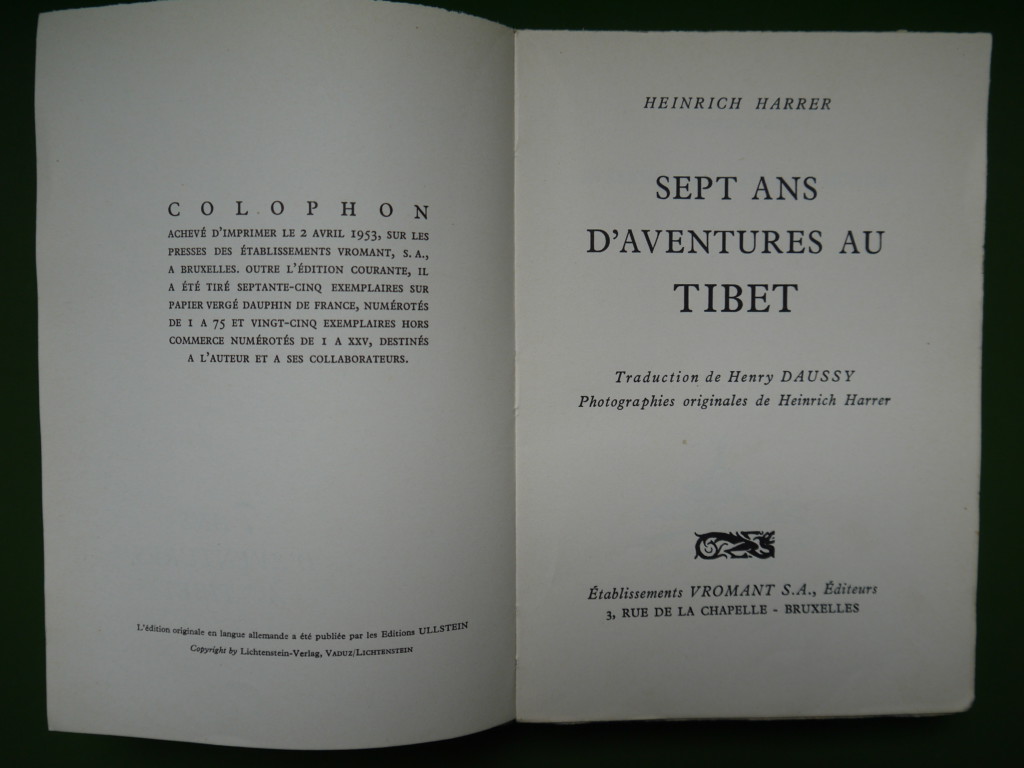 COLOPHON
ACHEVÉ D'IMPRIMER LE 2 AVRIL 1953, SUR LES
PRESSES DES ÉTABLISSEMENTS VROMANT, S.A.,
A BRUXELLES. OUTRE L'ÉDITION COURANTE, IL
A ÉTÉ TIRÉ SEPTANTE-CINQ EXEMPLAIRES SUR
PAPIER VERGÉ DAUPHIN DE FRANCE, NUMÉROTÉS
DE 1 A 75 ET VINGT-CINQ EXEMPLAIRES HORS
COMMERCE NUMÉROTÉS DE I A XXV, DESTINÉS
A L'AUTEUR ET A SES COLLABORATEURS.
L'édition originale en langue allemande a été publiée par les Editions ULLSTEIN
Copyright by Lichtenstein-Verlag, VADUZ/LICHTENSTEIN
HEINRICH HARRER
SEPT ANS
D'AVENTURES AU
TIBET
Traduction de Henry DAUSSY
Photographies originales de Heinrich Harrer
Établissements VROMANT S.A., Éditeurs
3, RUE DE LA CHAPELLE - BRUXELLES